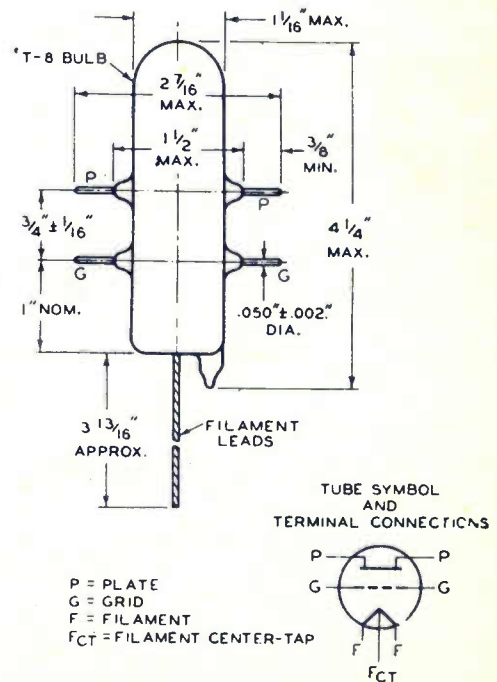 1 1/16" MAX.
"T-8 BULB
2 7/16"
MAX.
1 1/2"
MAX.
3/8"
MIN.
P
P
3/4" ± 1/16"
4 1/4"
MAX.
G
G
1" NOM.
.050" ± .002"
DIA.
3 13/16"
APPROX.
FILAMENT
LEADS
TUBE SYMBOL
AND
TERMINAL CONNECTIONS
P
P
G
G
F
F
FCT
P = PLATE
G = GRID
F = FILAMENT
FCT = FILAMENT CENTER-TAP